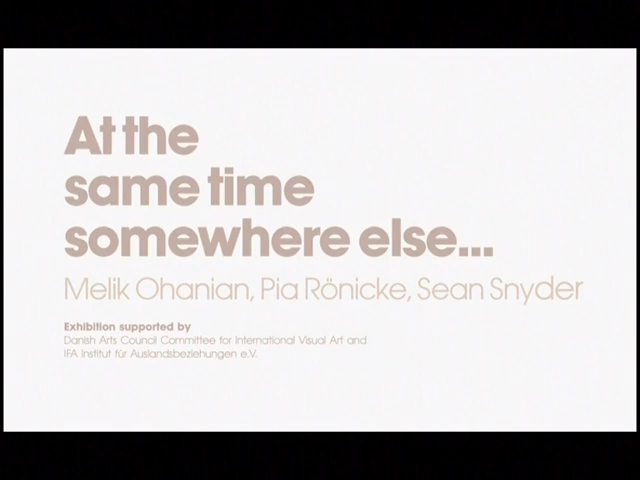 At the
same time
somewhere else...
Melik Ohanian, Pia Rönicke, Sean Snyder
Exhibition supported by
Danish Arts Council Committee for International Visual Art and
IFA Institut für Auslandsbeziehungen e.V.